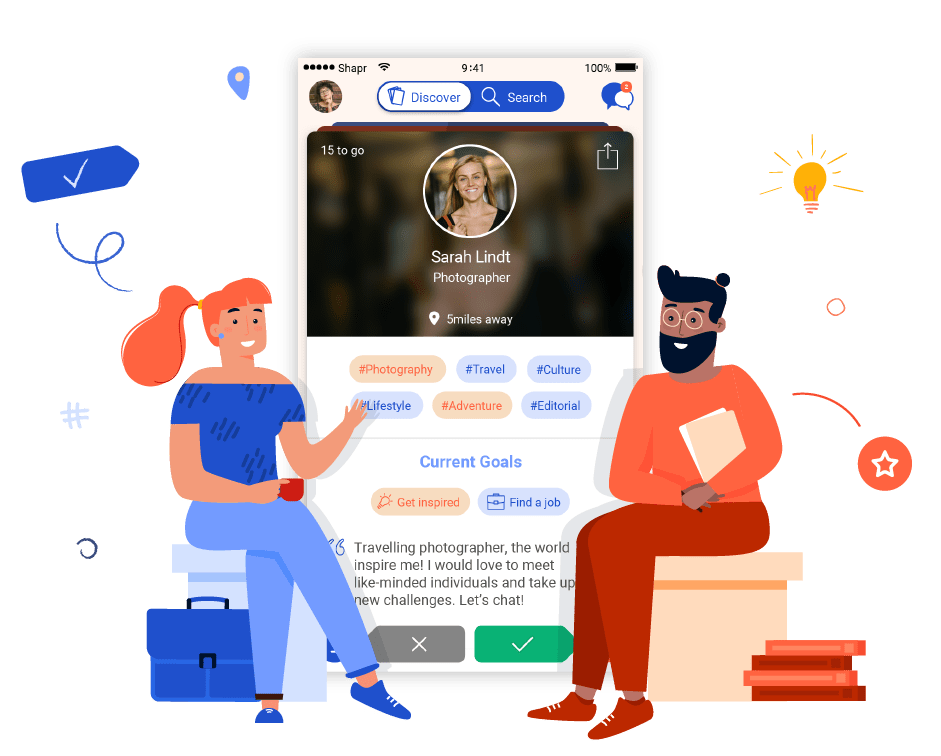 Shapr 9:41 100%
Discover Search 2
15 to go
Sarah Lindt
Photographer
5miles away
#Photography #Travel #Culture
#Lifestyle #Adventure #Editorial
Current Goals
Get inspired Find a job
Travelling photographer, the world
inspire me! I would love to meet
like-minded individuals and take up
new challenges. Let's chat!